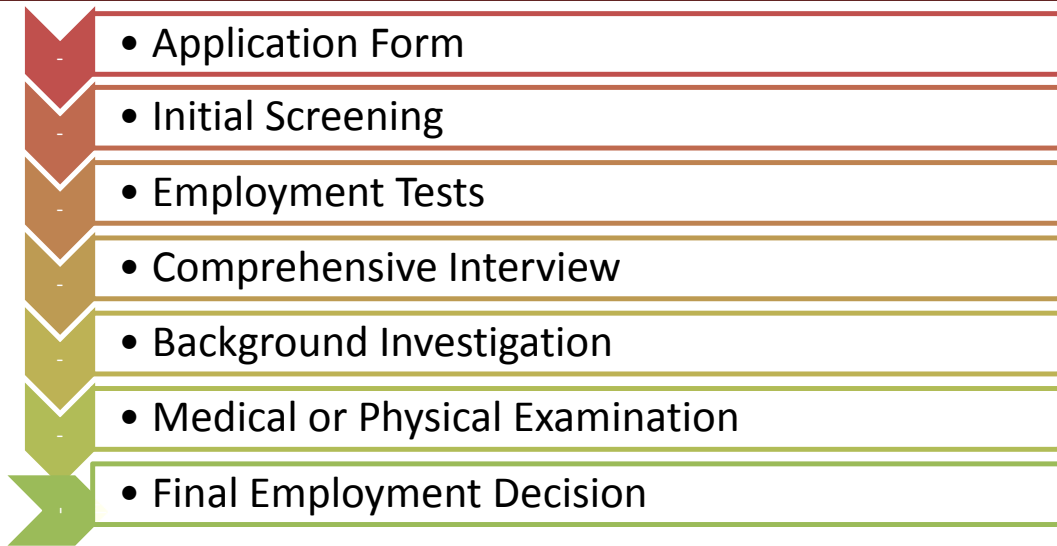 • Application Form
• Initial Screening
• Employment Tests
• Comprehensive Interview
• Background Investigation
• Medical or Physical Examination
• Final Employment Decision